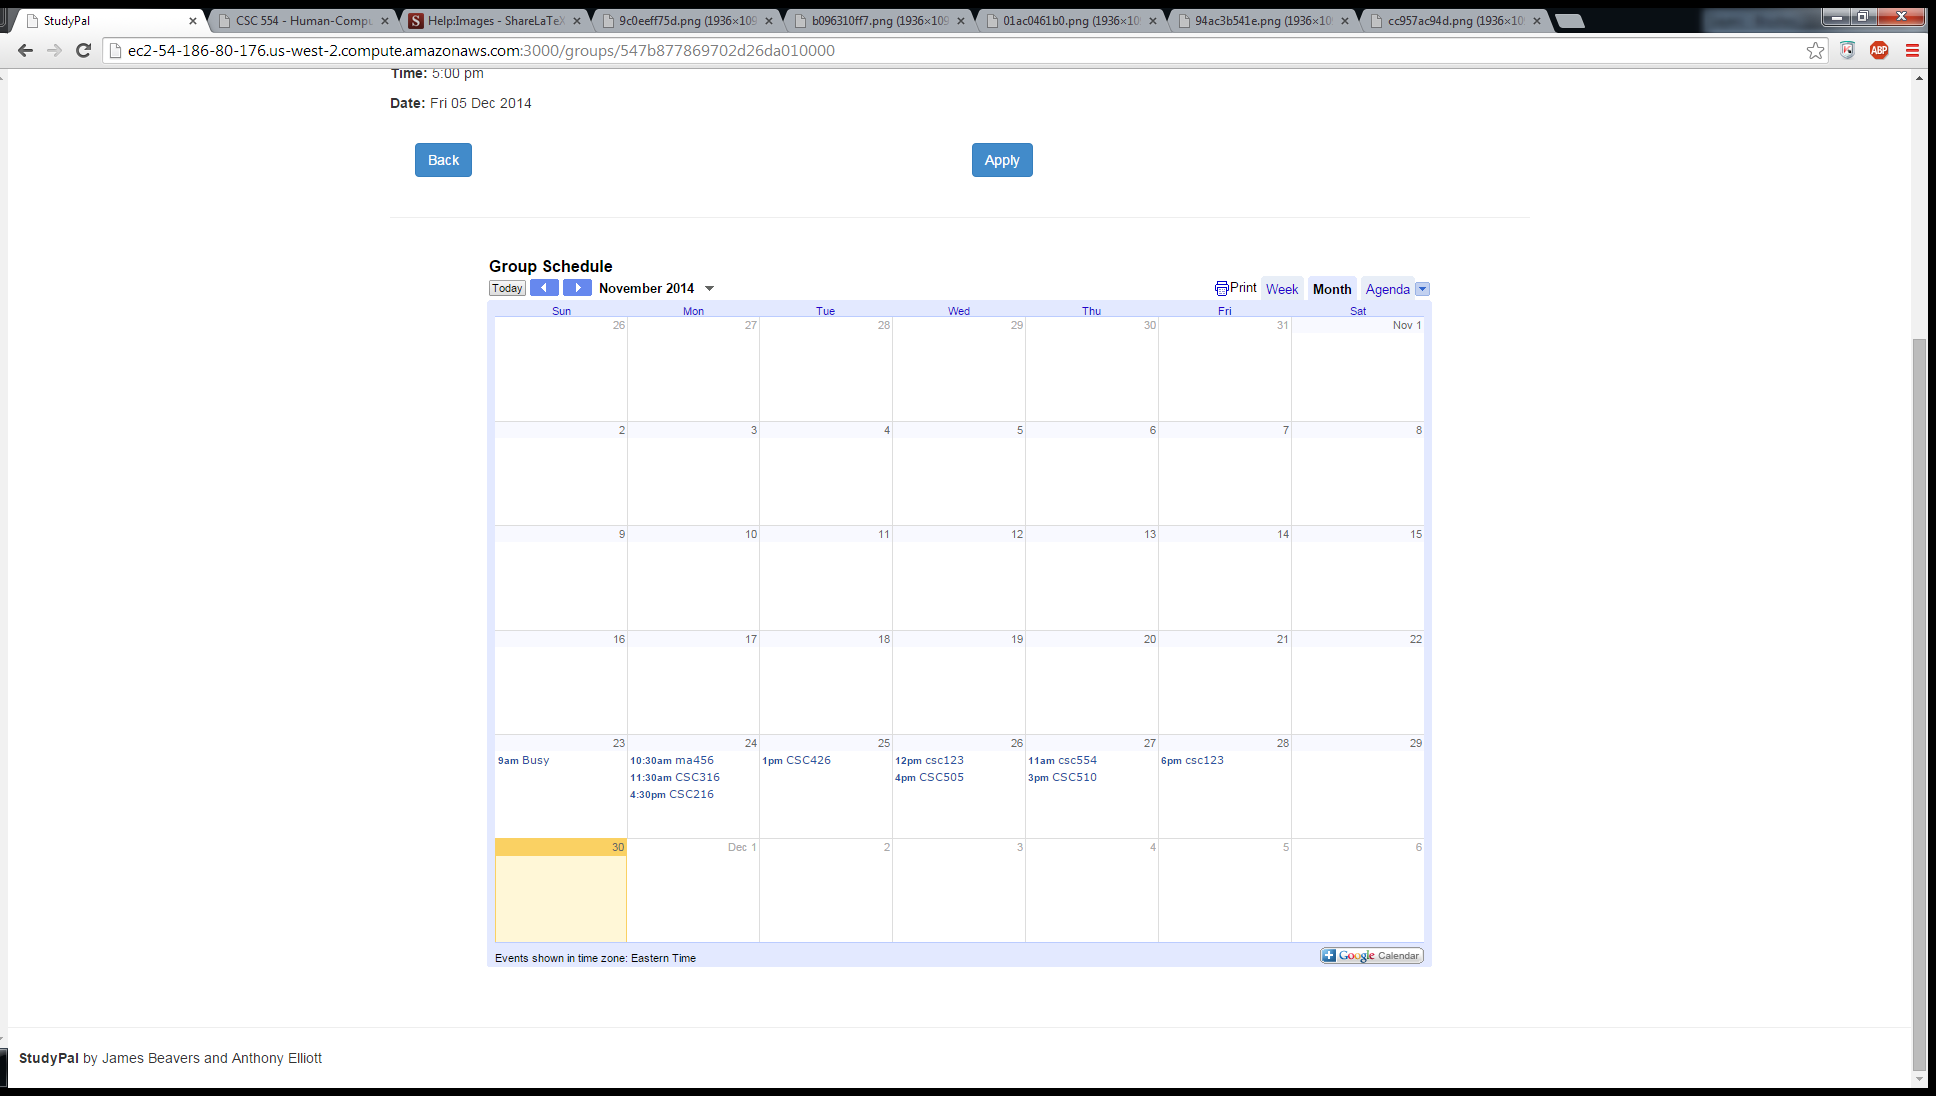 StudyPal
CSC 554 - Human-Compu
Help:Images - ShareLaTeX
9c0eeff75d.png (1936×109
b096310ff7.png (1936×109
01ac0461b0.png (1936×10
94ac3b541e.png (1936×10
cc957ac94d.png (1936×10
ec2-54-186-80-176.us-west-2.compute.amazonaws.com:3000/groups/547b877869702d26da010000
ABP
Time: 5:00 pm
Date: Fri 05 Dec 2014
Back
Apply
Group Schedule
Today November 2014
Print Week Month Agenda
Sun Mon Tue Wed Thu Fri Sat
26 27 28 29 30 31 Nov 1
2 3 4 5 6 7 8
9 10 11 12 13 14 15
16 17 18 19 20 21 22
23 24 25 26 27 28 29
9am Busy 10:30am ma456 1pm CSC426 12pm csc123 11am csc554 6pm csc123
11:30am CSC316 4pm CSC505 3pm CSC510
4:30pm CSC216
30 Dec 1 2 3 4 5 6
Events shown in time zone: Eastern Time
Google Calendar
StudyPal by James Beavers and Anthony Elliott